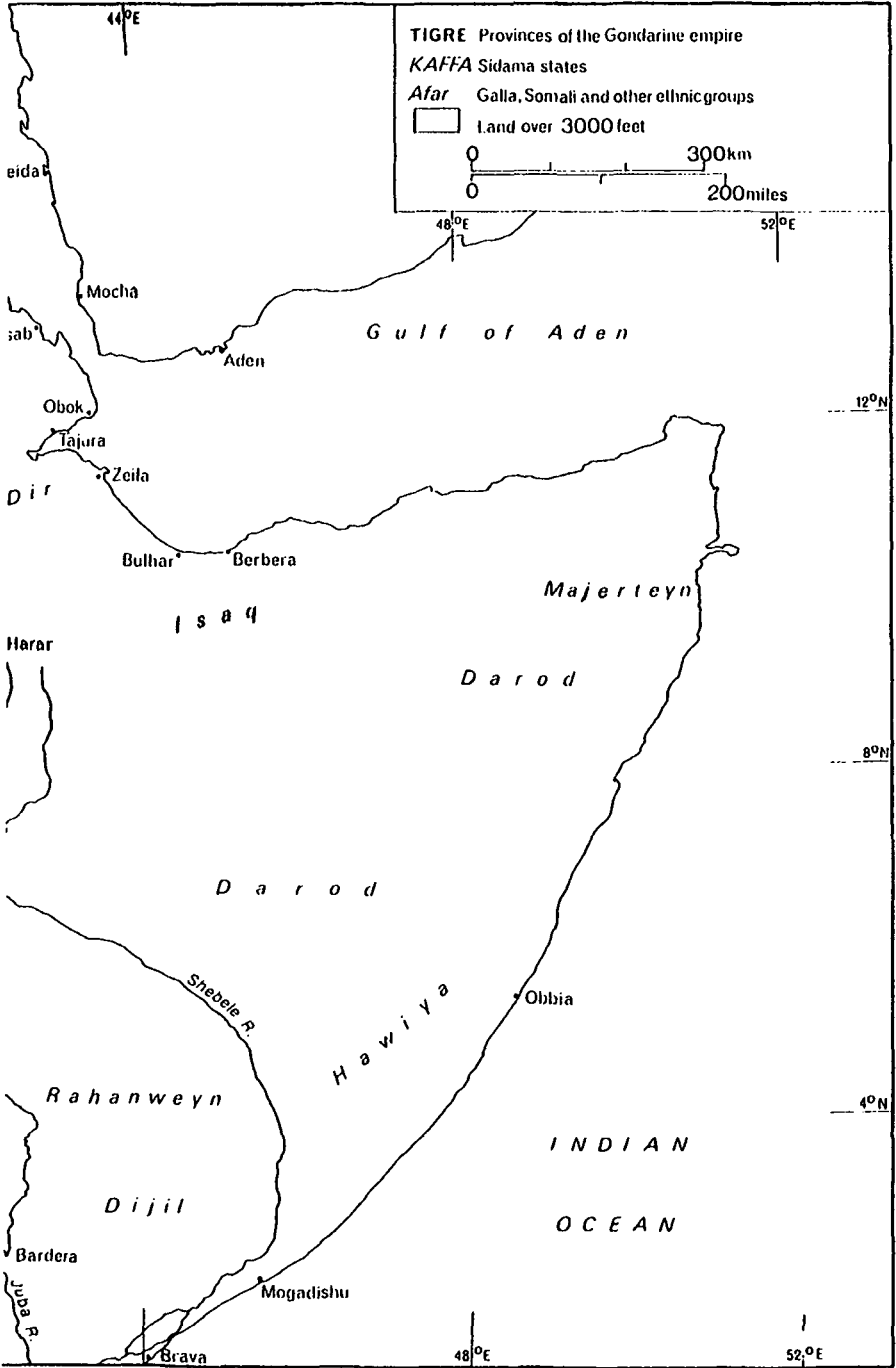 44°E
TIGRE Provinces of the Gondarine empire
KAFFA Sidama states
Afar Galla, Somali and other ethnic groups
Land over 3000 feet
0 300km
0 200miles
48°E 52°E
eida
Mocha
sab
Aden
Gulf of Aden
12°N
Obok
Tajura
Zeila
Dir
Bulhar Berbera
Majerteyn
Isaq
Harar
Darod
8°N
Darod
Shebele R.
Obbia
Hawiya
Rahanweyn
4°N
INDIAN
Dijil
OCEAN
Bardera
Mogadishu
Juba R.
Brava
48°E 52°E